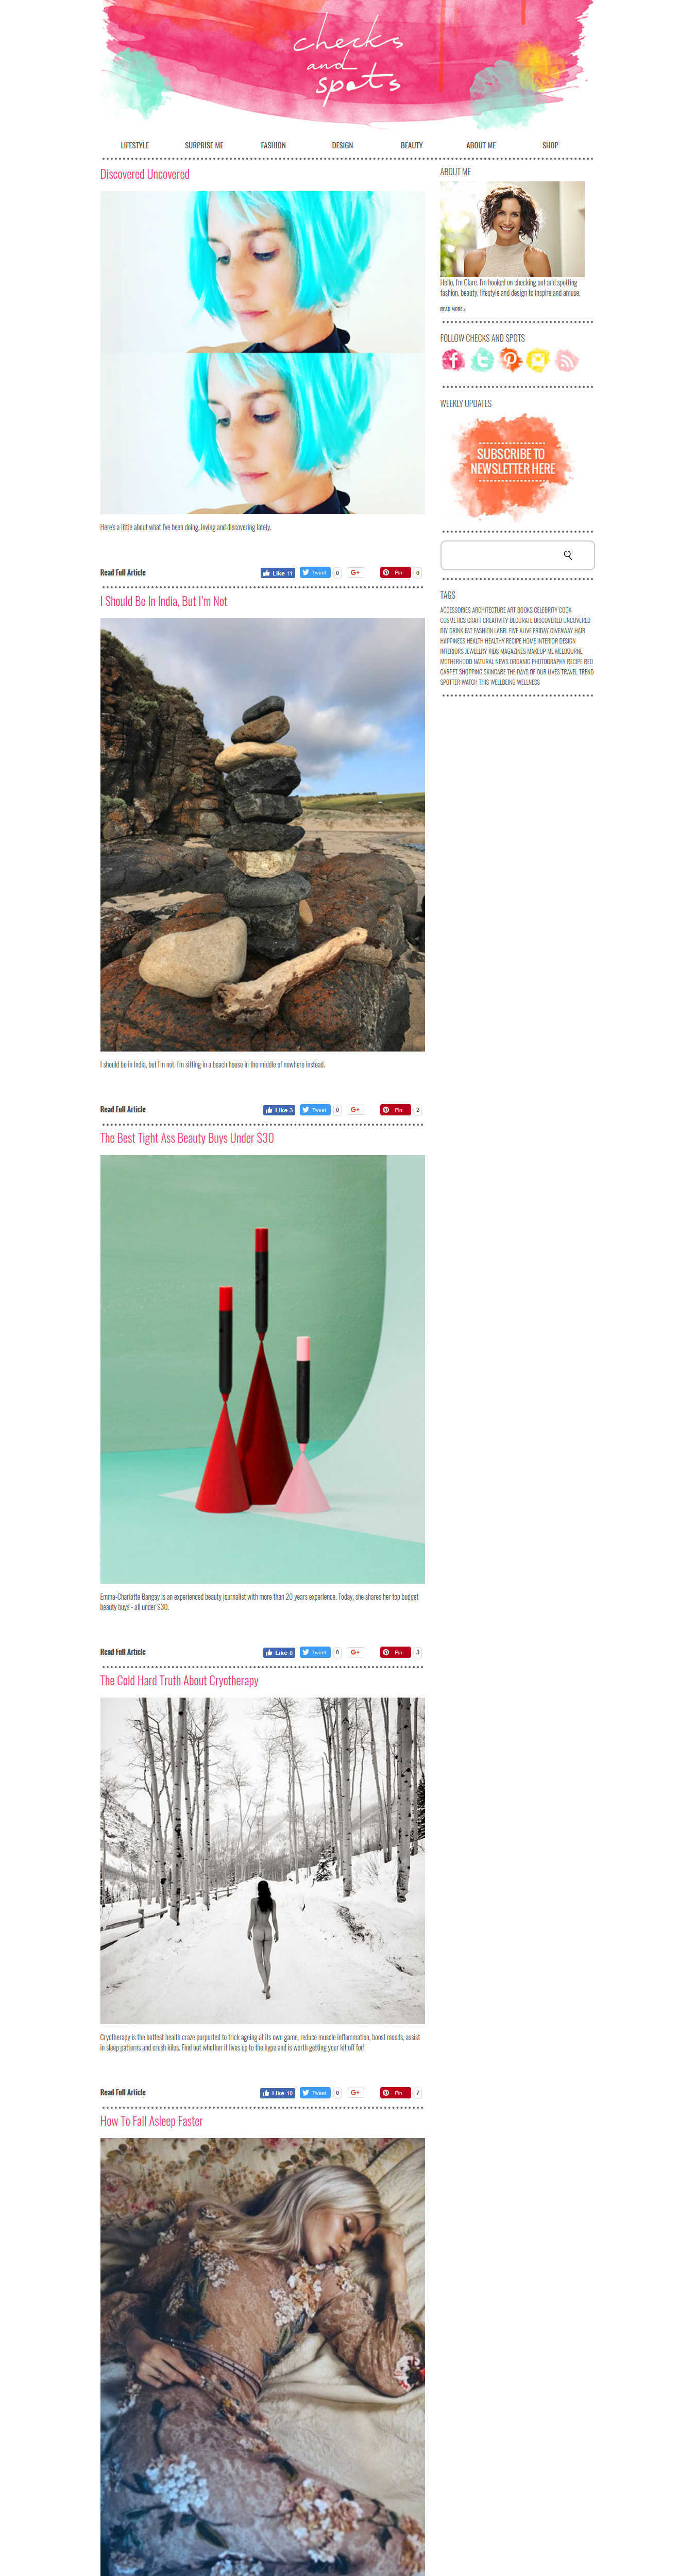 checks
and
spots
LIFESTYLE
SURPRISE ME
FASHION
DESIGN
BEAUTY
ABOUT ME
SHOP
Discovered Uncovered
Here's a little about what I've been doing, loving and discovering lately.
Read Full Article
Like 11
Tweet
0
G+
Pin
0
I Should Be In India, But I'm Not
I should be in India, but I'm not. I'm sitting in a beach house in the middle of nowhere instead.
Read Full Article
Like 3
Tweet
0
G+
Pin
2
The Best Tight Ass Beauty Buys Under $30
Emma-Charlotte Bangay is an experienced beauty journalist with more than 20 years experience. Today, she shares her top budget
beauty buys - all under $30.
Read Full Article
Like 0
Tweet
0
G+
Pin
3
The Cold Hard Truth About Cryotherapy
Cryotherapy is the hottest health craze purported to trick ageing at its own game, reduce muscle inflammation, boost moods, assist
in sleep patterns and crush kilos. Find out whether it lives up to the hype and is worth getting your kit off for!
Read Full Article
Like 10
Tweet
0
G+
Pin
7
How To Fall Asleep Faster
ABOUT ME
Hello, I'm Clare. I'm hooked on checking out and spotting
fashion, beauty, lifestyle and design to inspire and amuse.
READ MORE >
FOLLOW CHECKS AND SPOTS
WEEKLY UPDATES
SUBSCRIBE TO
NEWSLETTER HERE
TAGS
ACCESSORIES ARCHITECTURE ART BOOKS CELEBRITY COOK
COSMETICS CRAFT CREATIVITY DECORATE DISCOVERED UNCOVERED
DIY DRINK EAT FASHION LABEL FIVE ALIVE FRIDAY GIVEAWAY HAIR
HAPPINESS HEALTH HEALTHY RECIPE HOME INTERIOR DESIGN
INTERIORS JEWELLRY KIDS MAGAZINES MAKEUP ME MELBOURNE
MOTHERHOOD NATURAL NEWS ORGANIC PHOTOGRAPHY RECIPE RED
CARPET SHOPPING SKINCARE THE DAYS OF OUR LIVES TRAVEL TREND
SPOTTER WATCH THIS WELLBEING WELLNESS